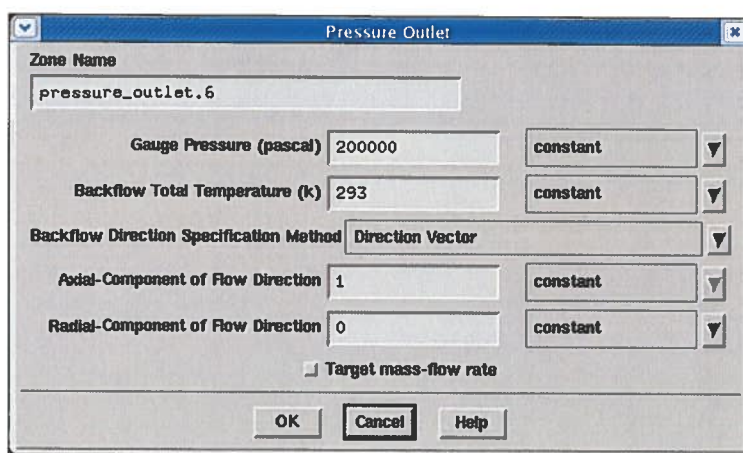 Pressure Outlet
Zone Name
pressure_outlet.6
Gauge Pressure (pascal) 200000 constant
Backflow Total Temperature (k) 293 constant
Backflow Direction Specification Method Direction Vector
Axial-Component of Flow Direction 1 constant
Radial-Component of Flow Direction 0 constant
Target mass-flow rate
OK Cancel Help